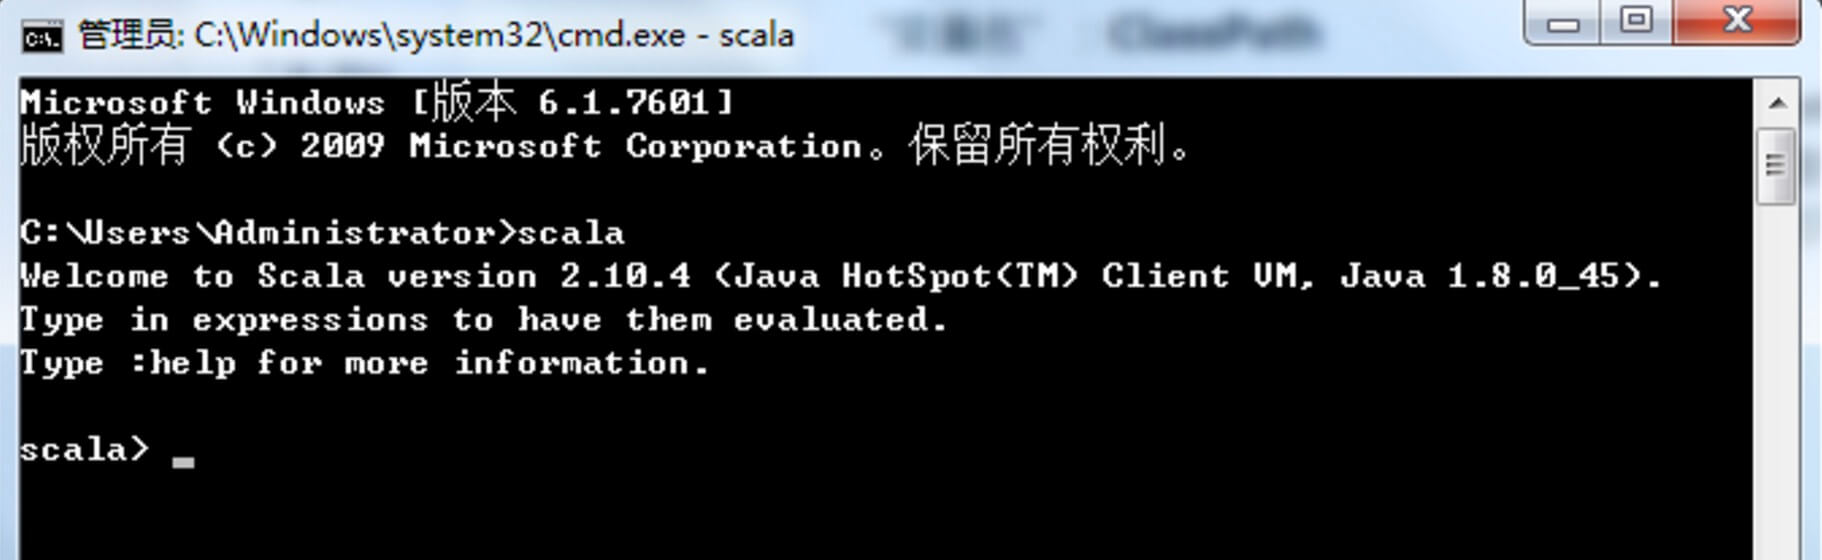 管理员: C:\Windows\system32\cmd.exe - scala
ClassPath
Microsoft Windows [版本 6.1.7601]
版权所有 (c) 2009 Microsoft Corporation。保留所有权利。
C:\Users\Administrator>scala
Welcome to Scala version 2.10.4 (Java HotSpot(TM) Client VM, Java 1.8.0_45).
Type in expressions to have them evaluated.
Type :help for more information.
scala>